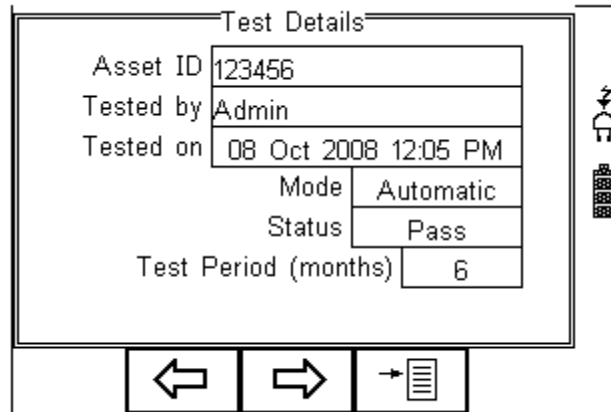 Test Details
Asset ID 123456
Tested by Admin
Tested on 08 Oct 2008 12:05 PM
Mode Automatic
Status Pass
Test Period (months) 6